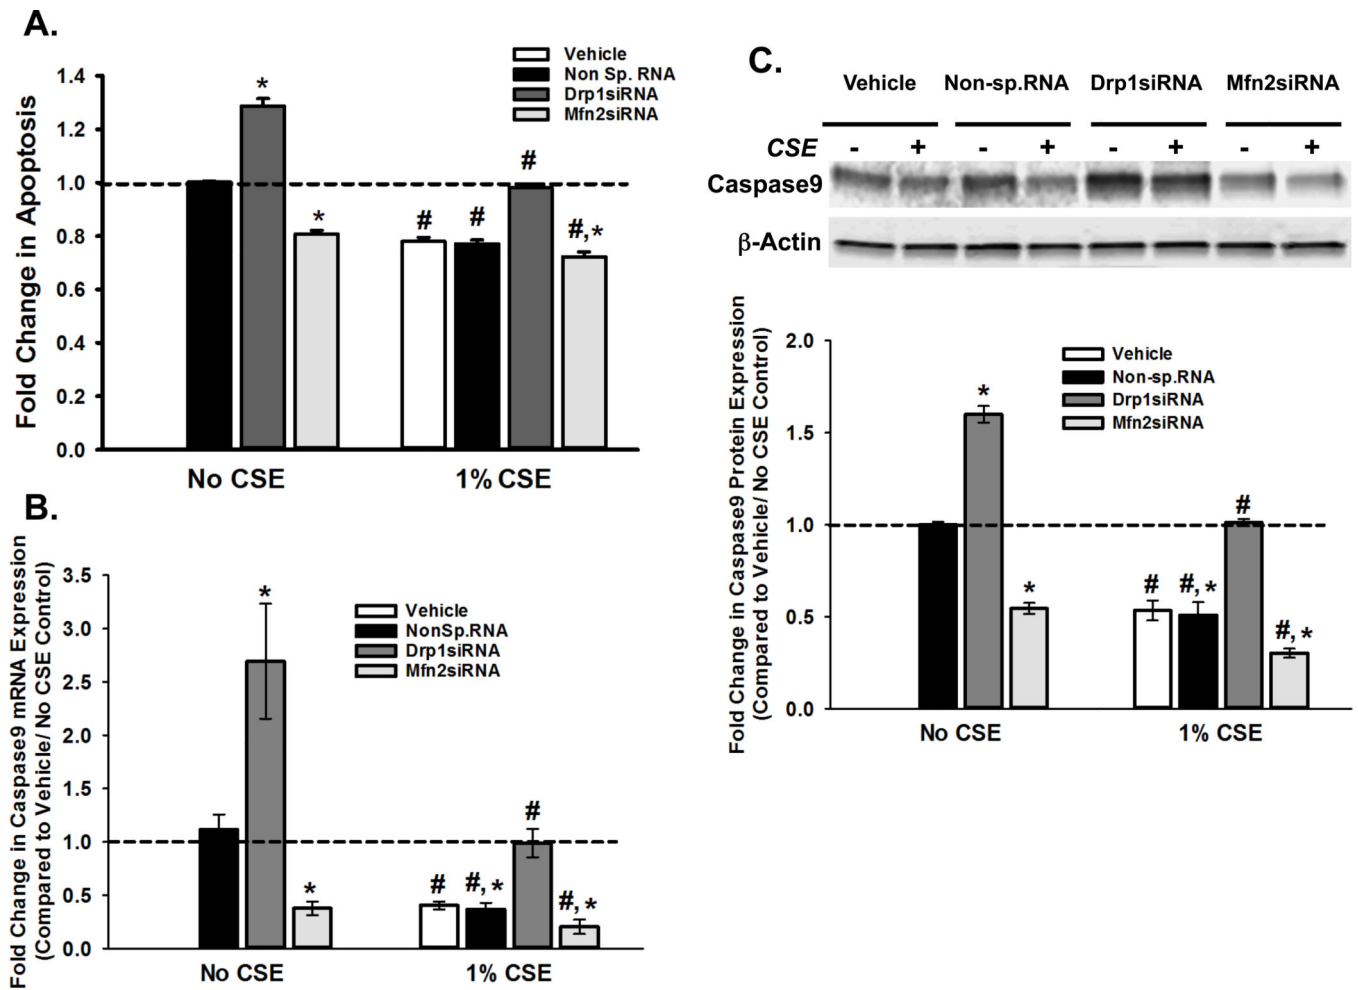 A.
Vehicle
Non Sp. RNA
Drp1siRNA
Mfn2siRNA
Fold Change in Apoptosis
1.4
1.2
1.0
0.8
0.6
0.4
0.2
0.0
*
*
#
#
#
#,*
No CSE
1% CSE
B.
Fold Change in Caspase9 mRNA Expression
(Compared to Vehicle/ No CSE Control)
3.5
3.0
2.5
2.0
1.5
1.0
0.5
0.0
Vehicle
NonSp.RNA
Drp1siRNA
Mfn2siRNA
*
*
#
#,*
#
#,*
No CSE
1% CSE
C.
Vehicle Non-sp.RNA Drp1siRNA Mfn2siRNA
CSE - + - + - + - +
Caspase9
β-Actin
Fold Change in Caspase9 Protein Expression
(Compared to Vehicle/ No CSE Control)
2.0
1.5
1.0
0.5
0.0
Vehicle
Non-sp.RNA
Drp1siRNA
Mfn2siRNA
*
*
#
#,*
#
#,*
No CSE
1% CSE